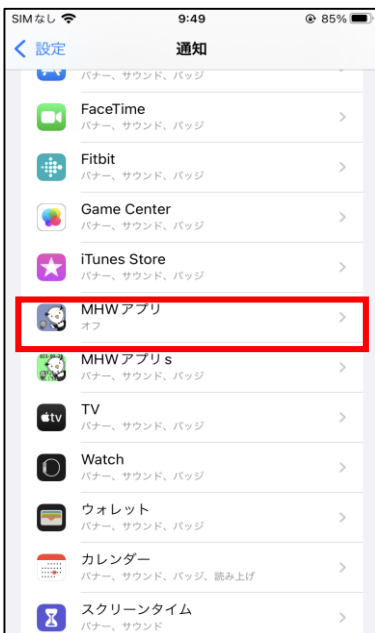 SIMなし 9:49 85%
設定 通知
バナー、サウンド、バッジ
FaceTime
バナー、サウンド、バッジ
Fitbit
バナー、サウンド、バッジ
Game Center
バナー、サウンド、バッジ
iTunes Store
バナー、サウンド、バッジ
MHWアプリ
オフ
MHWアプリs
バナー、サウンド、バッジ
tv
TV
バナー、サウンド、バッジ
Watch
バナー、サウンド、バッジ
ウォレット
バナー、サウンド、バッジ
カレンダー
バナー、サウンド、バッジ、読み上げ
スクリーンタイム
バナー、サウンド